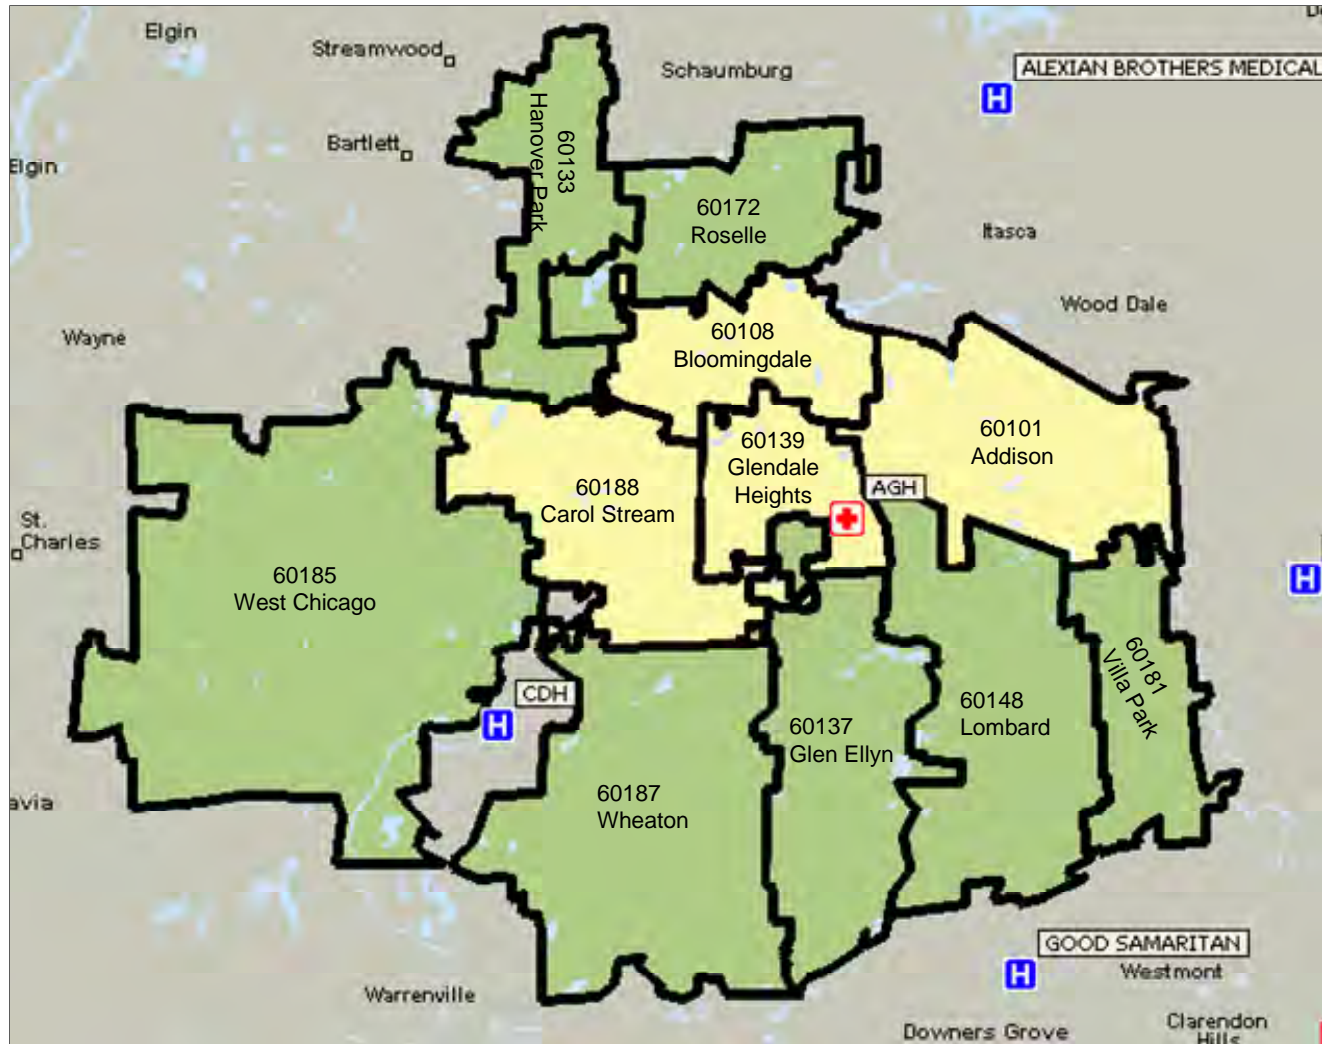 Elgin
Streamwood
Schaumburg
ALEXIAN BROTHERS MEDICAL
Bartlett
Elgin
60133
Hanover Park
60172
Roselle
Itasca
Wood Dale
Wayne
60108
Bloomingdale
60101
Addison
60139
Glendale
Heights
AGH
60188
Carol Stream
St.
Charles
60185
West Chicago
60181
Villa Park
CDH
H
60148
Lombard
60137
Glen Ellyn
60187
Wheaton
avia
H
H
GOOD SAMARITAN
H
Westmont
Warrenville
Downers Grove
Clarendon
Hills